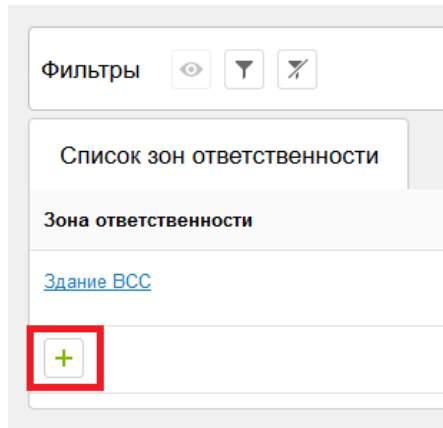 Фильтры
Список зон ответственности
Зона ответственности
Здание ВСС